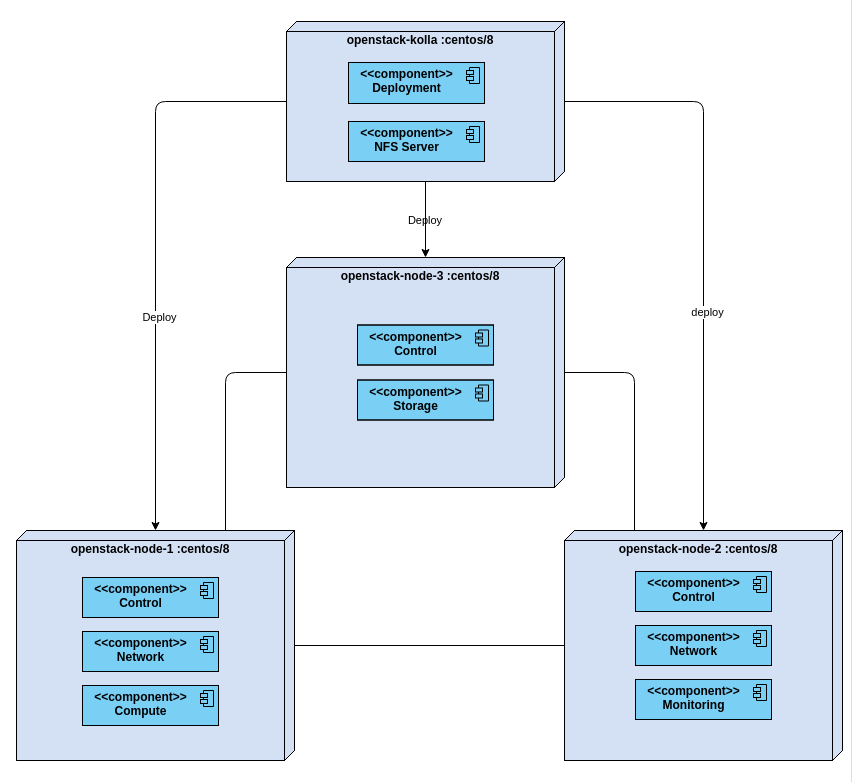 openstack-kolla :centos/8
<<component>>
Deployment
<<component>>
NFS Server
Deploy
openstack-node-3 :centos/8
<<component>>
Control
<<component>>
Storage
Deploy
deploy
openstack-node-1 :centos/8
<<component>>
Control
<<component>>
Network
<<component>>
Compute
openstack-node-2 :centos/8
<<component>>
Control
<<component>>
Network
<<component>>
Monitoring